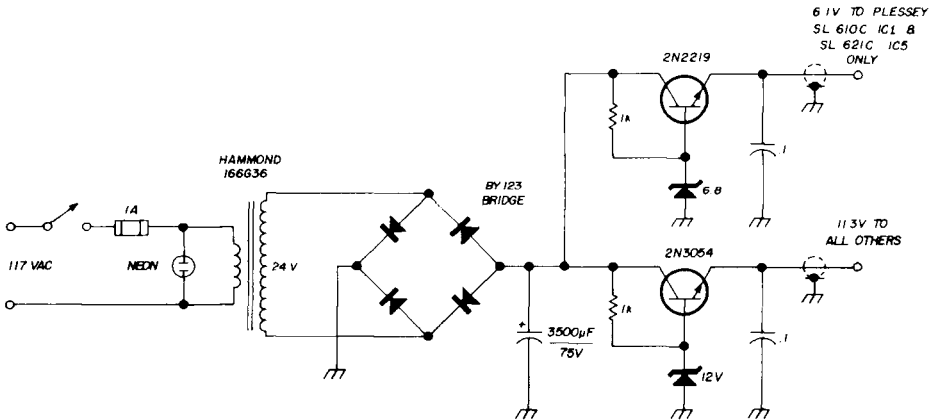 6 1V TO PLESSEY
SL 610C IC1 &
SL 621C IC5
ONLY
2N2219
1k
6 8
.1
HAMMOND
166G36
BY 123
BRIDGE
1A
117 VAC
NEON
24 V
+
3500µF
75V
11 3V TO
ALL OTHERS
2N3054
1k
12V
.1